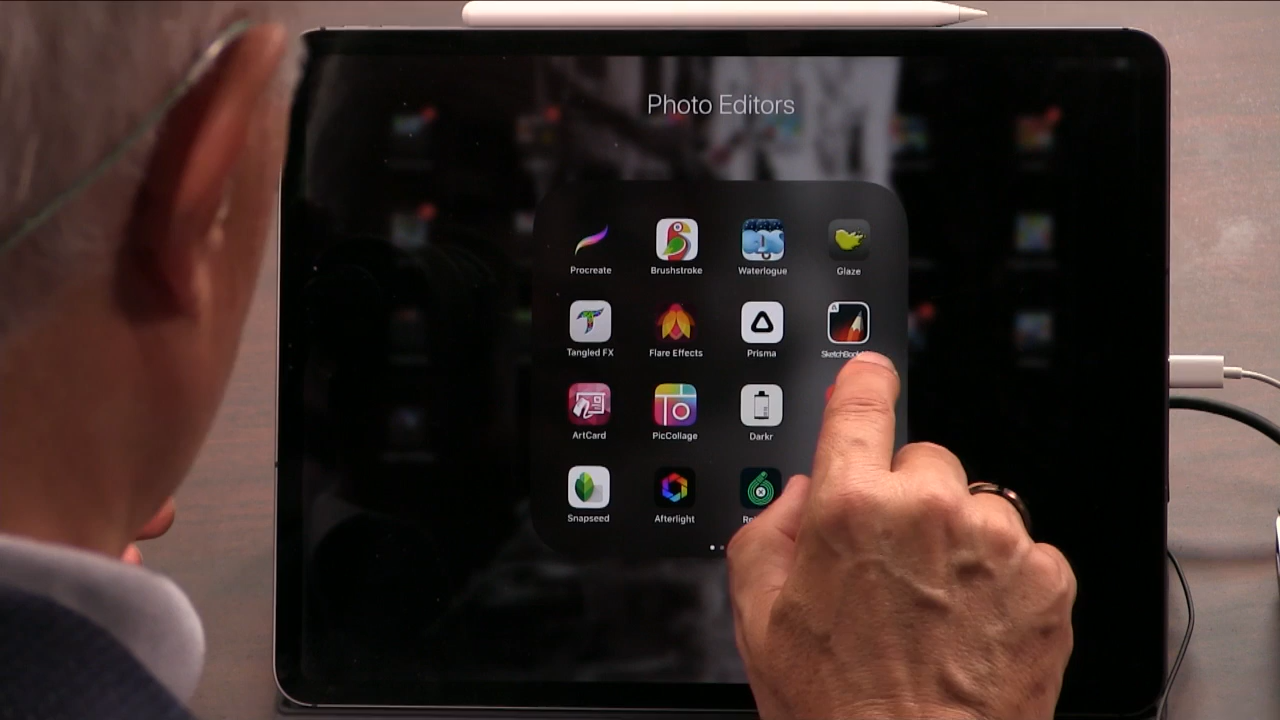 Photo Editors
Procreate Brushstroke Waterlogue Glaze
Tangled FX Flare Effects Prisma
ArtCard PicCollage Darkr
Snapseed Afterlight